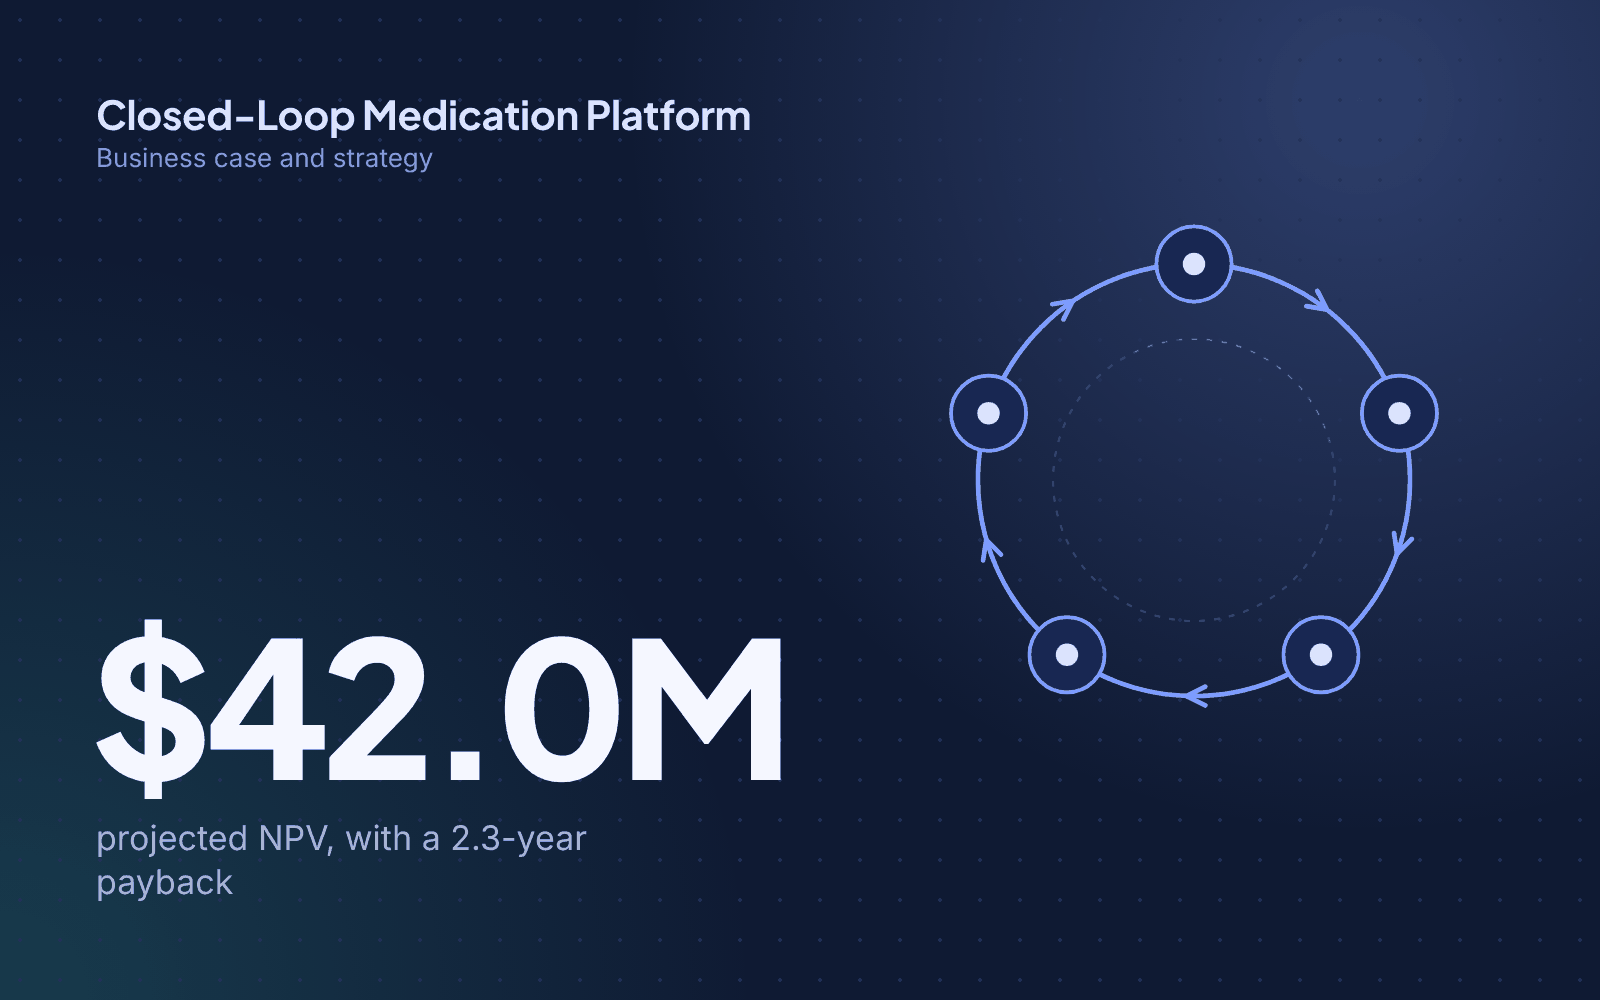 Closed-Loop Medication Platform
Business case and strategy
$42.0M
projected NPV, with a 2.3-year
payback